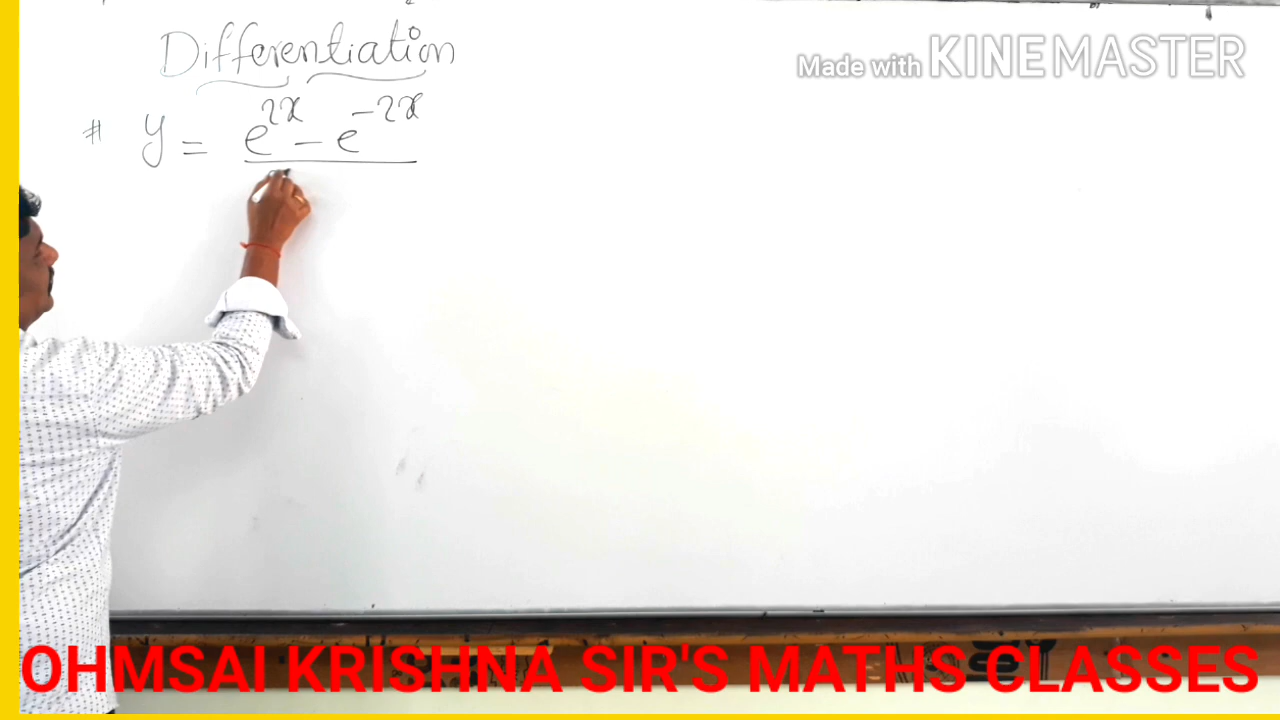 Made with KINEMASTER
Differentiation
# y = e^{2x} - e^{-2x}
OHMSAI KRISHNA SIR'S MATHS CLASSES